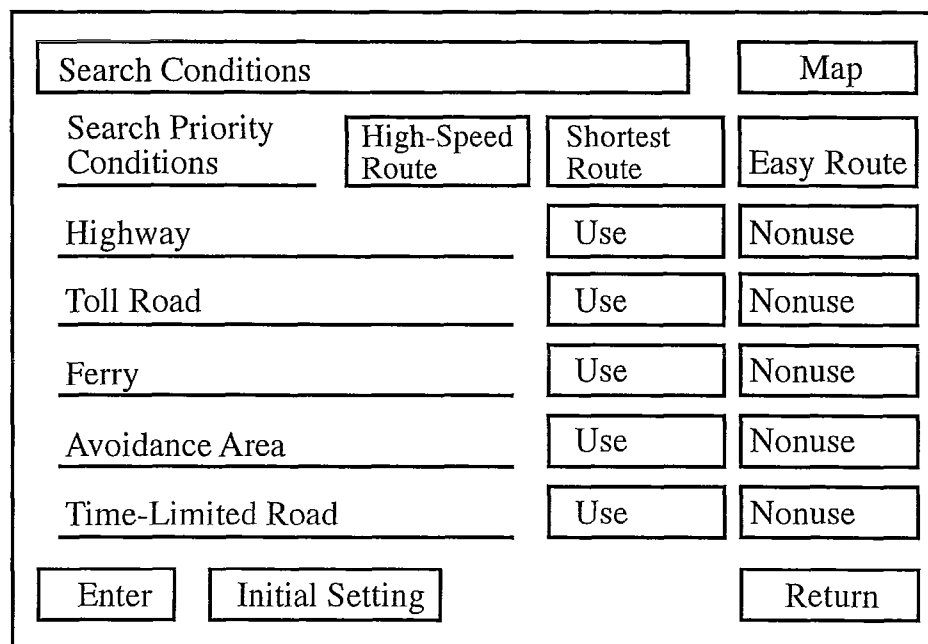 Search Conditions
Map
Search Priority
Conditions
High-Speed
Route
Shortest
Route
Easy Route
Highway
Use
Nonuse
Toll Road
Use
Nonuse
Ferry
Use
Nonuse
Avoidance Area
Use
Nonuse
Time-Limited Road
Use
Nonuse
Enter
Initial Setting
Return